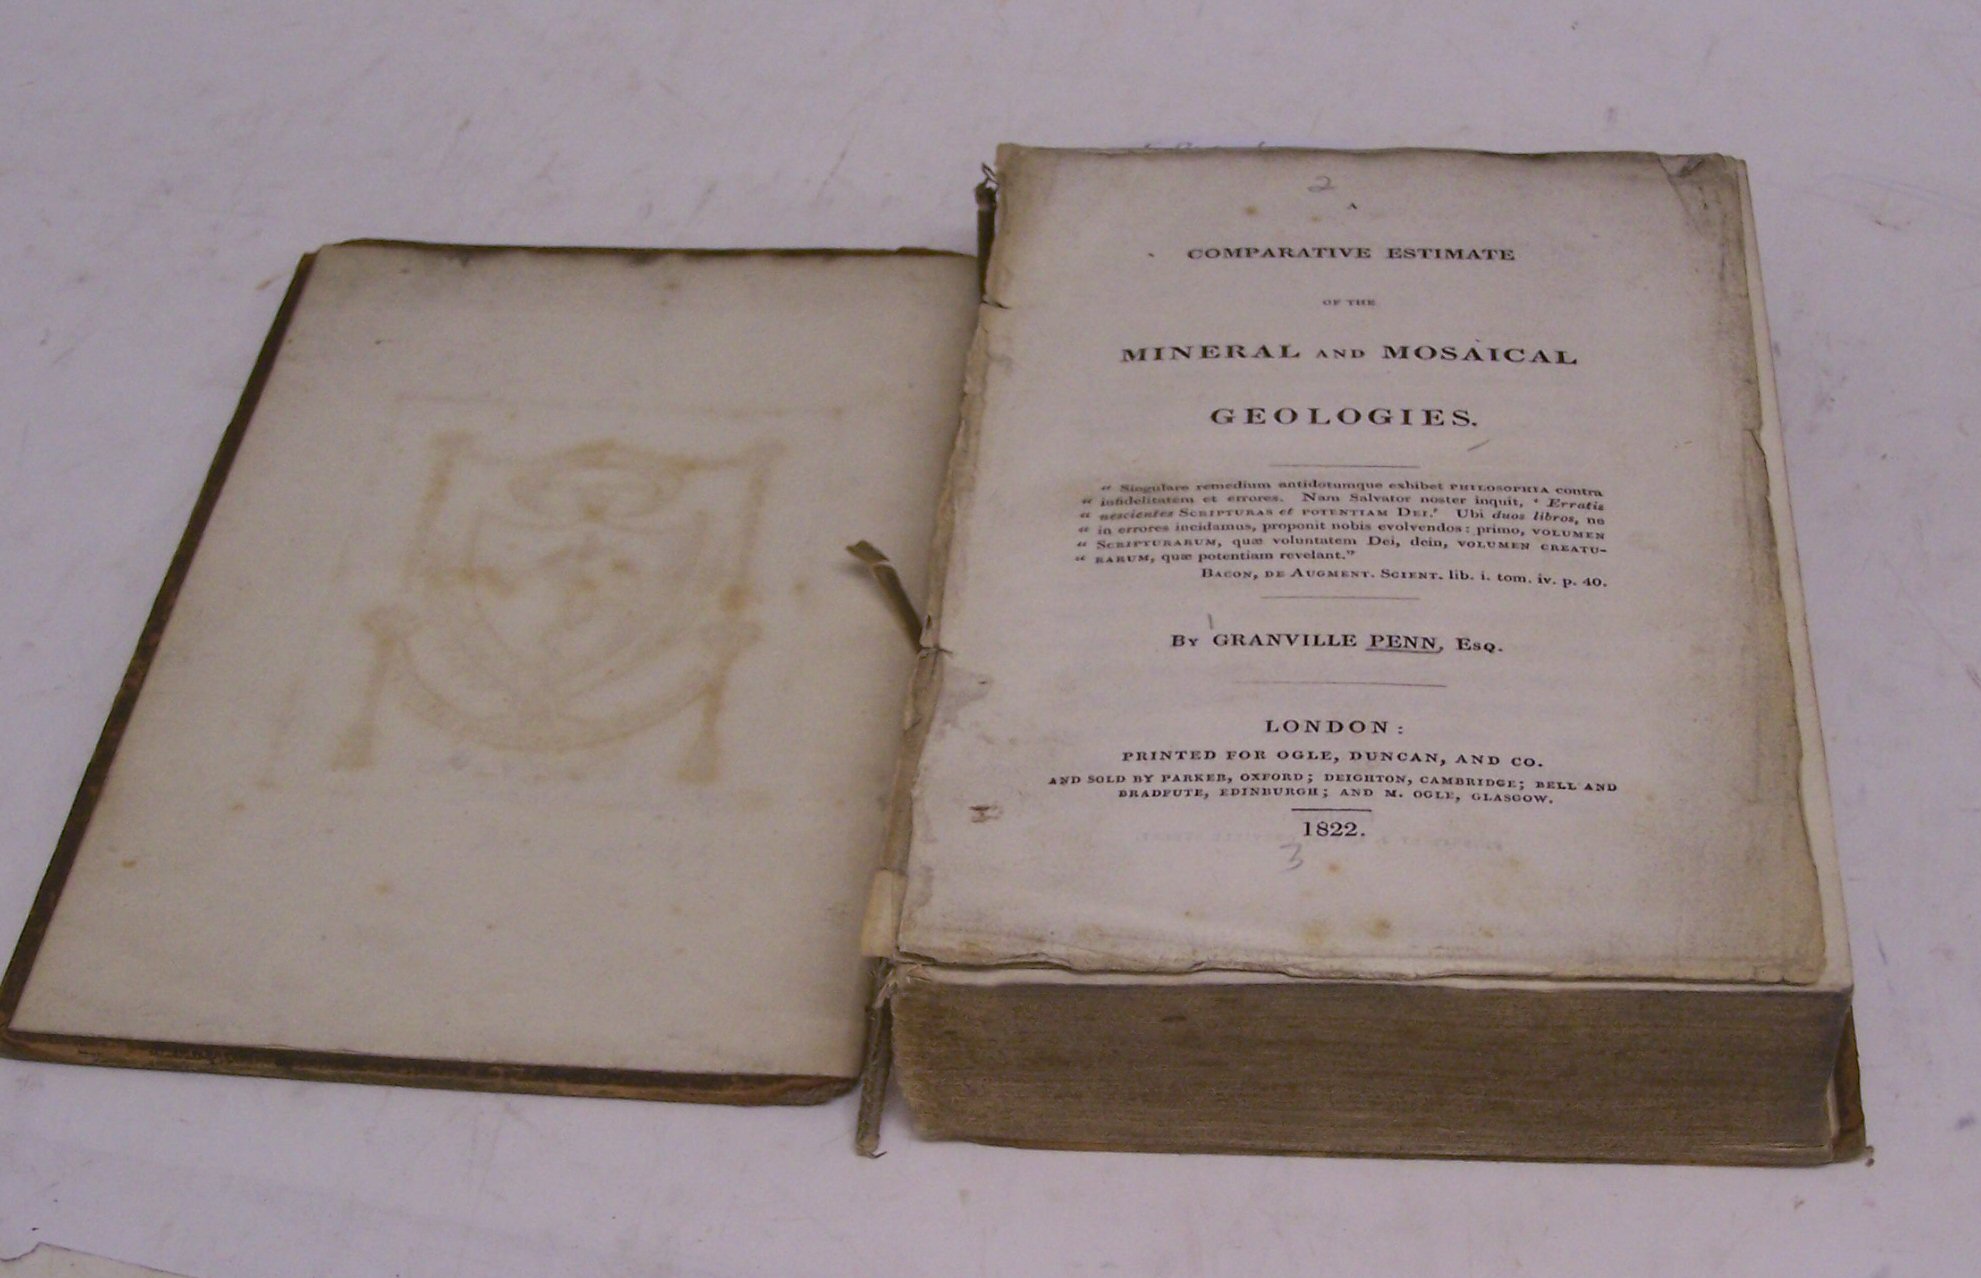 2
A
COMPARATIVE ESTIMATE
OF THE
MINERAL AND MOSAICAL
GEOLOGIES.
“ Singulare remedium antidotumque exhibet PHILOSOPHIA contra
“ infidelitatem et errores. Nam Salvator noster inquit, ‘ Erratis
“ nescientes SCRIPTURAS et POTENTIAM DEI.’ Ubi duos libros, ne
“ in errores incidamus, proponit nobis evolvendos: primo, VOLUMEN
“ SCRIPTURARUM, quæ voluntatem Dei, dein, VOLUMEN CREATU-
“ RARUM, quæ potentiam revelant.”
BACON, DE AUGMENT. SCIENT. lib. i. tom. iv. p. 40.
BY GRANVILLE PENN, ESQ.
LONDON:
PRINTED FOR OGLE, DUNCAN, AND CO.
AND SOLD BY PARKER, OXFORD; DEIGHTON, CAMBRIDGE; BELL AND
BRADFUTE, EDINBURGH; AND M. OGLE, GLASGOW.
1822.
3